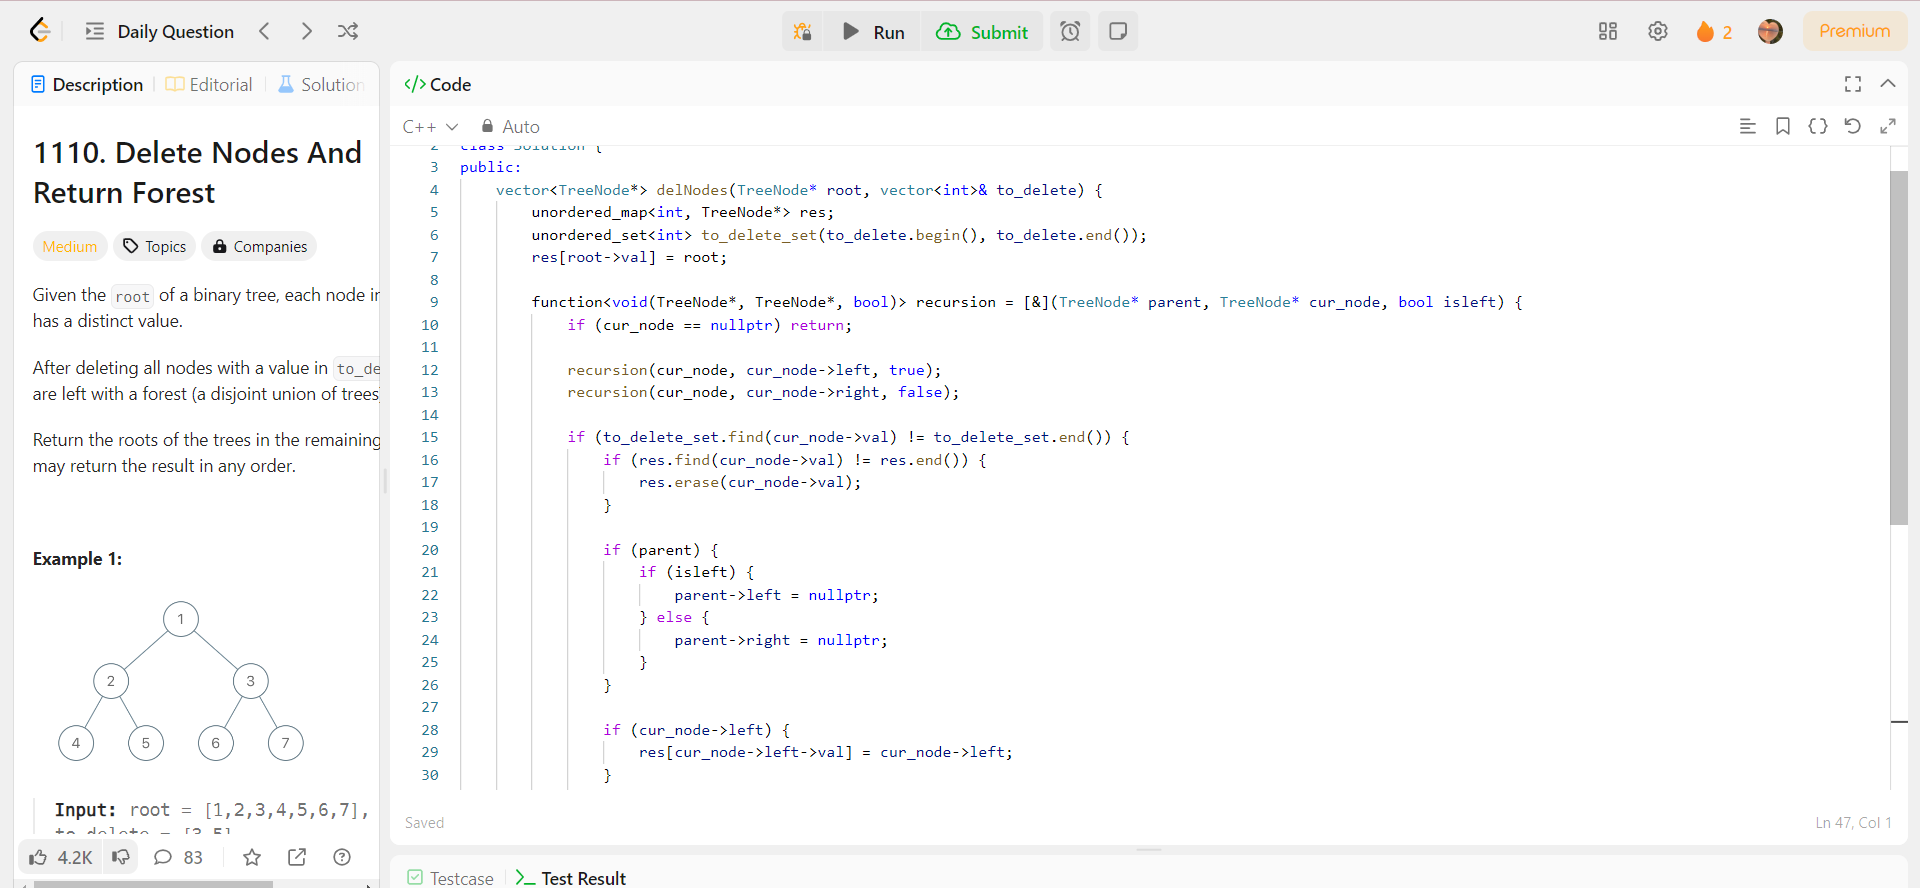 Daily Question
Run
Submit
2
Premium
Description
Editorial
Solution
Code
C++
Auto
1110. Delete Nodes And
Return Forest
Medium
Topics
Companies
Given the root of a binary tree, each node in
has a distinct value.
After deleting all nodes with a value in to_de
are left with a forest (a disjoint union of trees)
Return the roots of the trees in the remaining
may return the result in any order.
Example 1:
1
2
3
4
5
6
7
Input: root = [1,2,3,4,5,6,7],
to_delete = [3,5]
4.2K
83
2 class Solution {
3 public:
4 vector<TreeNode*> delNodes(TreeNode* root, vector<int>& to_delete) {
5 unordered_map<int, TreeNode*> res;
6 unordered_set<int> to_delete_set(to_delete.begin(), to_delete.end());
7 res[root->val] = root;
8
9 function<void(TreeNode*, TreeNode*, bool)> recursion = [&](TreeNode* parent, TreeNode* cur_node, bool isleft) {
10 if (cur_node == nullptr) return;
11
12 recursion(cur_node, cur_node->left, true);
13 recursion(cur_node, cur_node->right, false);
14
15 if (to_delete_set.find(cur_node->val) != to_delete_set.end()) {
16 if (res.find(cur_node->val) != res.end()) {
17 res.erase(cur_node->val);
18 }
19
20 if (parent) {
21 if (isleft) {
22 parent->left = nullptr;
23 } else {
24 parent->right = nullptr;
25 }
26 }
27
28 if (cur_node->left) {
29 res[cur_node->left->val] = cur_node->left;
30 }
Saved
Ln 47, Col 1
Testcase
Test Result